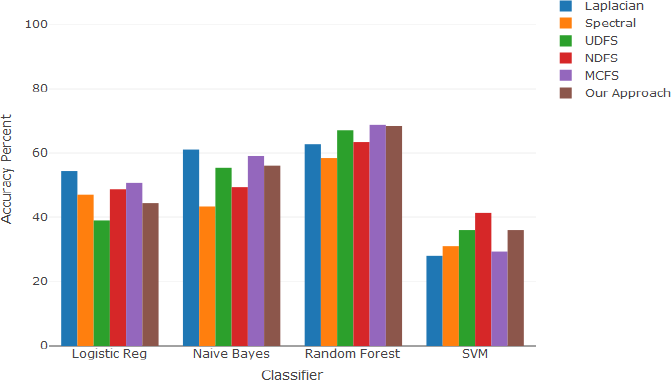 Laplacian
Spectral
UDFS
NDFS
MCFS
Our Approach
100
80
60
40
20
0
Accuracy Percent
Logistic Reg
Naive Bayes
Random Forest
SVM
Classifier